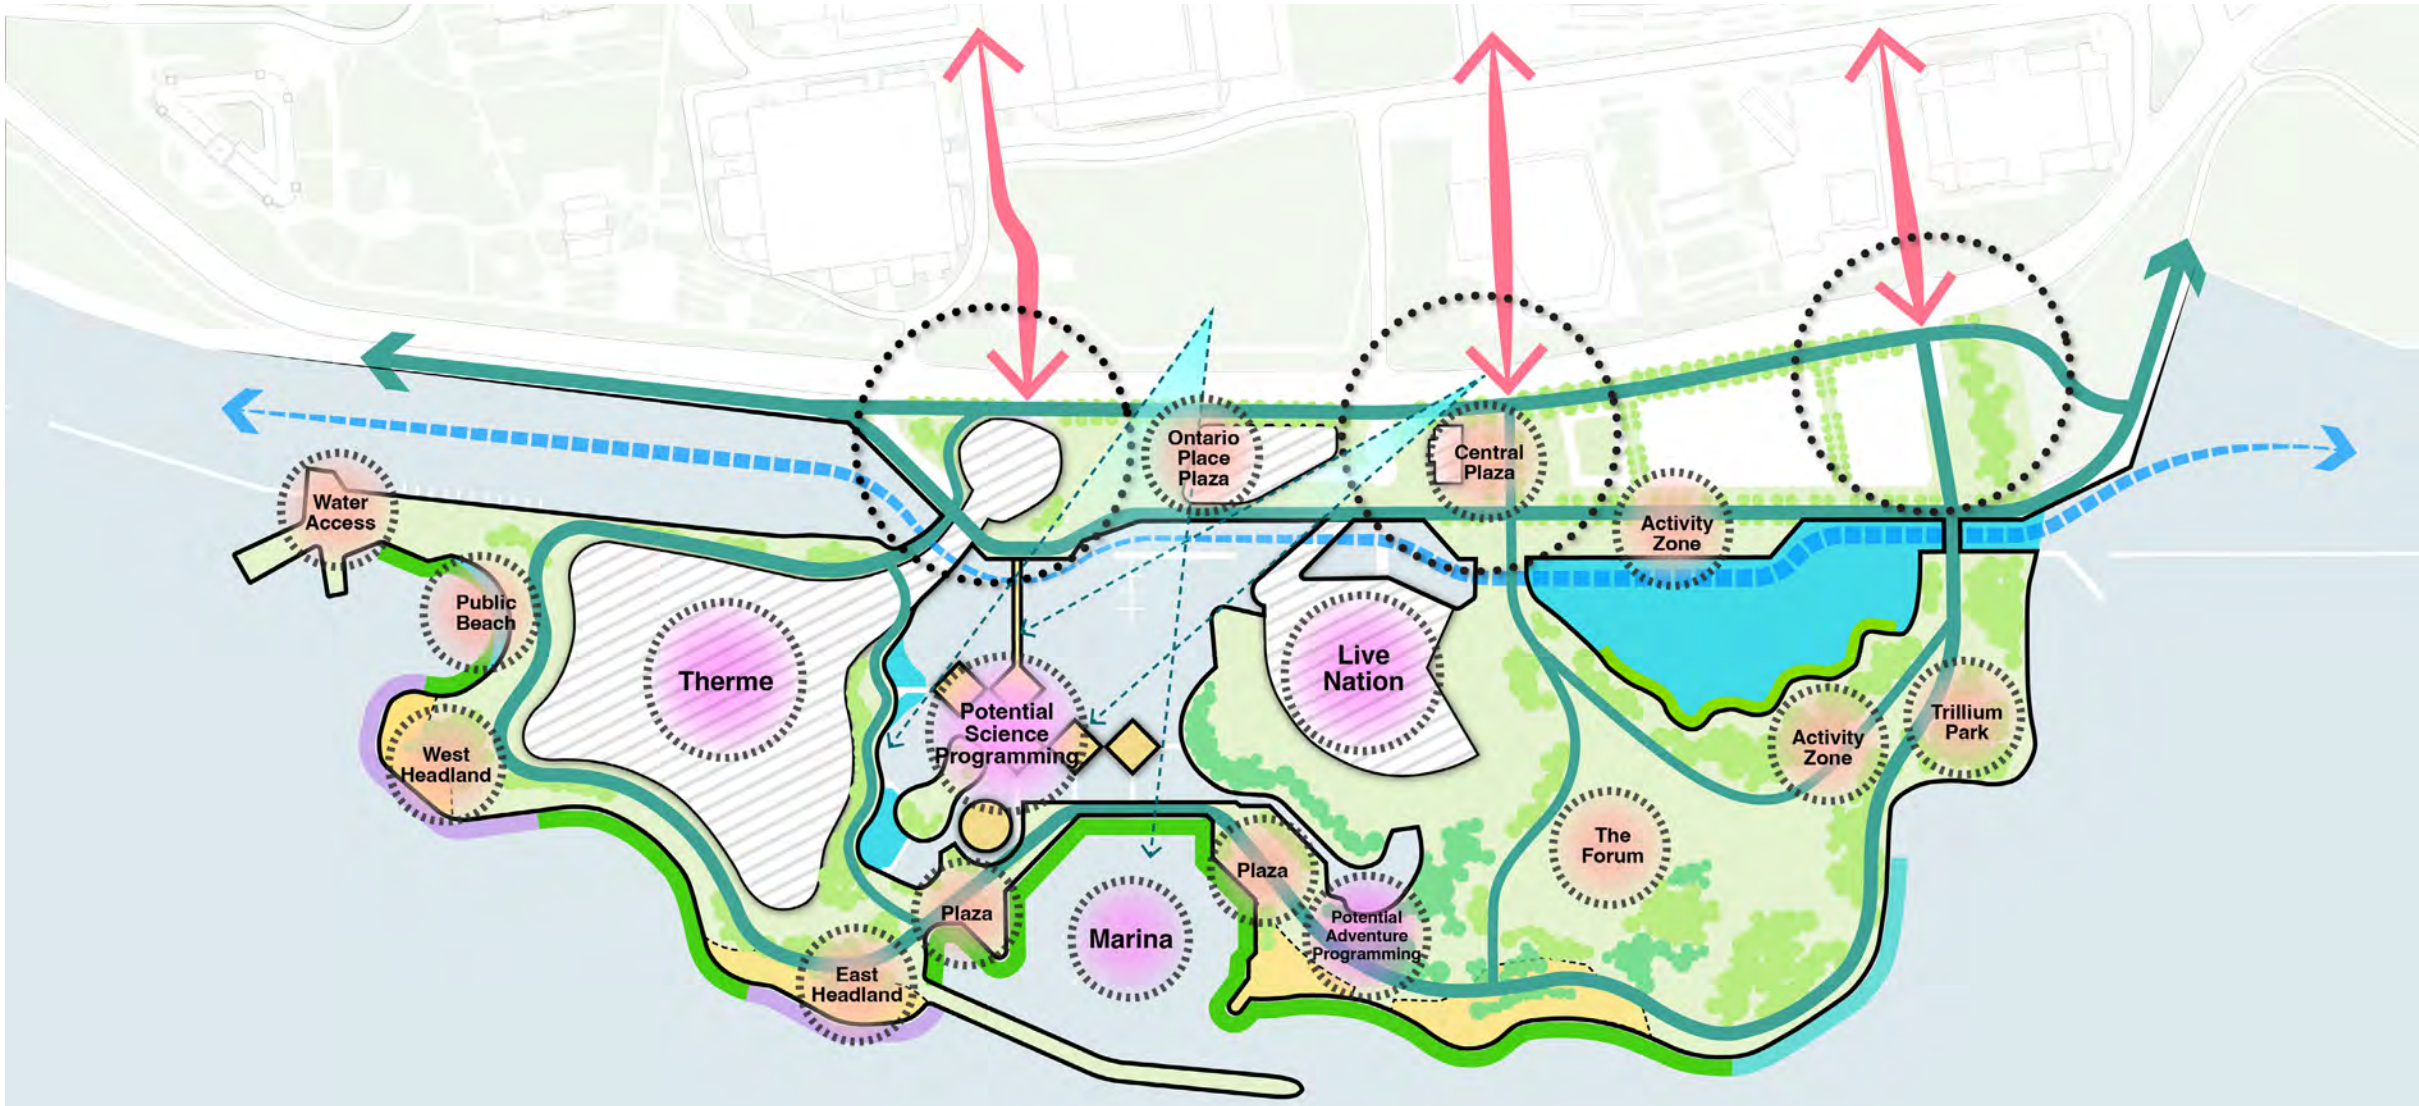 Ontario
Place
Plaza
Central
Plaza
Water
Access
Activity
Zone
Public
Beach
Therme
Live
Nation
Potential
Science
Programming
West
Headland
Activity
Zone
Trillium
Park
The
Forum
Plaza
Plaza
Marina
Potential
Adventure
Programming
East
Headland